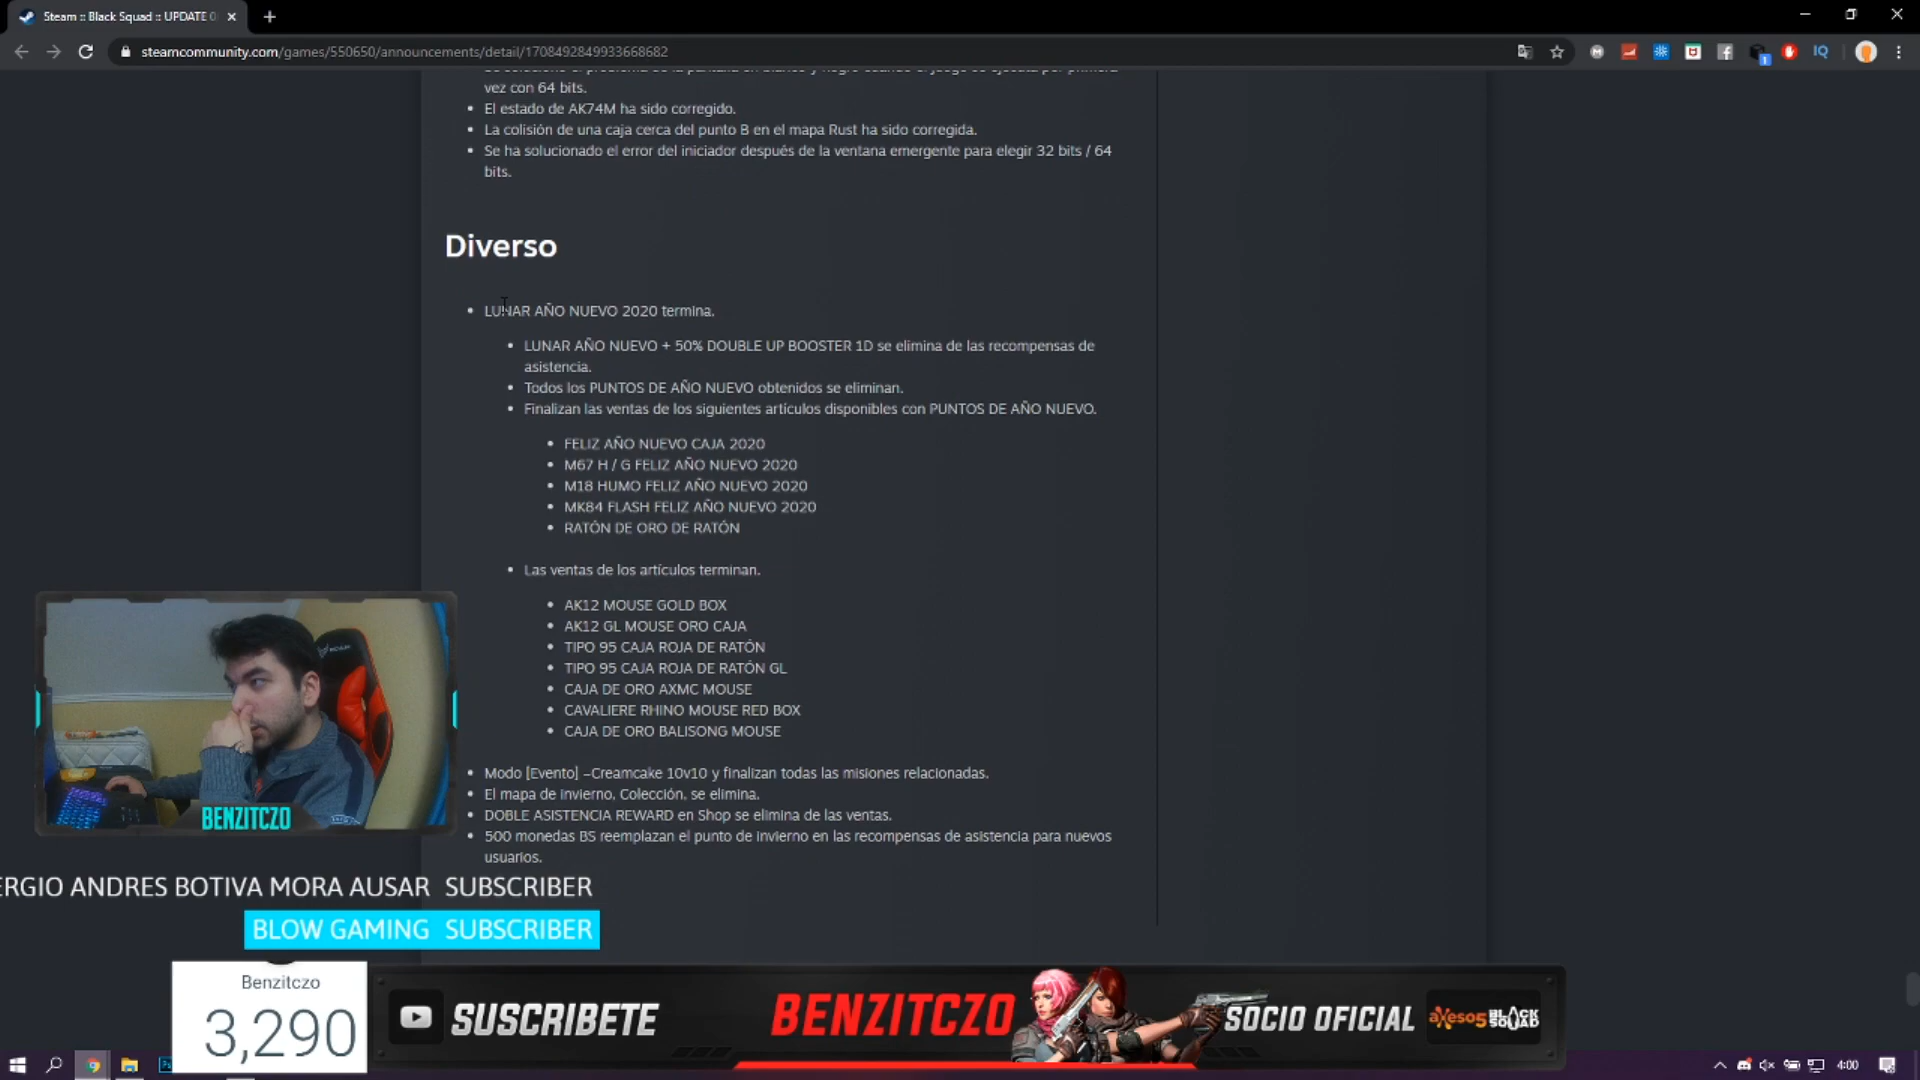 Steam :: Black Squad :: UPDATE 0
steamcommunity.com/games/550650/announcements/detail/1708492849933668682
vez con 64 bits.
El estado de AK74M ha sido corregido.
La colisión de una caja cerca del punto B en el mapa Rust ha sido corregida.
Se ha solucionado el error del iniciador después de la ventana emergente para elegir 32 bits / 64
bits.
Diverso
LUNAR AÑO NUEVO 2020 termina.
LUNAR AÑO NUEVO + 50% DOUBLE UP BOOSTER 1D se elimina de las recompensas de
asistencia.
Todos los PUNTOS DE AÑO NUEVO obtenidos se eliminan.
Finalizan las ventas de los siguientes artículos disponibles con PUNTOS DE AÑO NUEVO.
FELIZ AÑO NUEVO CAJA 2020
M67 H / G FELIZ AÑO NUEVO 2020
M18 HUMO FELIZ AÑO NUEVO 2020
MK84 FLASH FELIZ AÑO NUEVO 2020
RATÓN DE ORO DE RATÓN
Las ventas de los artículos terminan.
AK12 MOUSE GOLD BOX
AK12 GL MOUSE ORO CAJA
TIPO 95 CAJA ROJA DE RATÓN
TIPO 95 CAJA ROJA DE RATÓN GL
CAJA DE ORO AXMC MOUSE
CAVALIERE RHINO MOUSE RED BOX
CAJA DE ORO BALISONG MOUSE
Modo [Evento] –Creamcake 10v10 y finalizan todas las misiones relacionadas.
El mapa de invierno, Colección, se elimina.
DOBLE ASISTENCIA REWARD en Shop se elimina de las ventas.
500 monedas BS reemplazan el punto de invierno en las recompensas de asistencia para nuevos
usuarios.
BENZITCZO
ERGIO ANDRES BOTIVA MORA AUSAR SUBSCRIBER
BLOW GAMING SUBSCRIBER
Benzitczo
3,290
SUSCRIBETE
BENZITCZO
SOCIO OFICIAL
axeso5
BLACK SQUAD
4:00